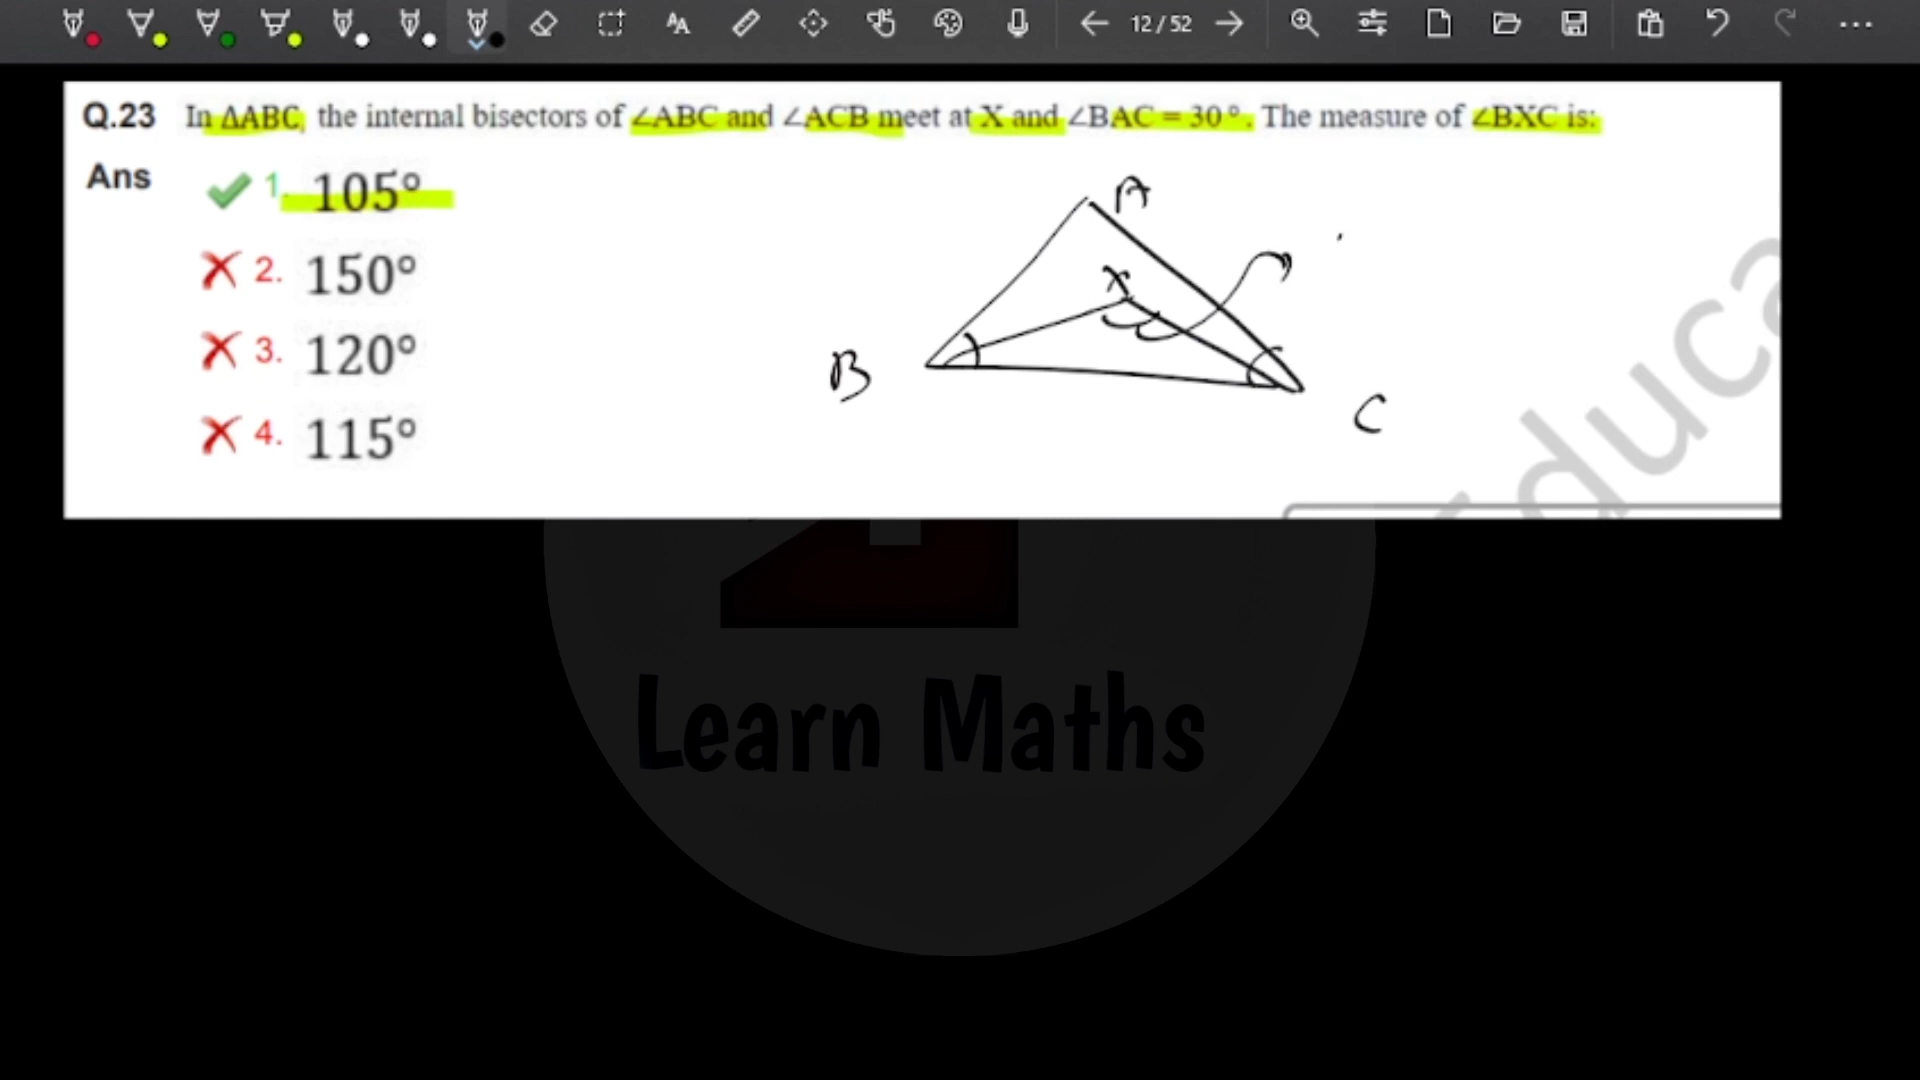 12 / 52
Q.23 In ΔABC, the internal bisectors of ∠ABC and ∠ACB meet at X and ∠BAC = 30°. The measure of ∠BXC is:
Ans 1. 105°
2. 150°
3. 120°
4. 115°
A
X
B
C
Educa
Learn Maths